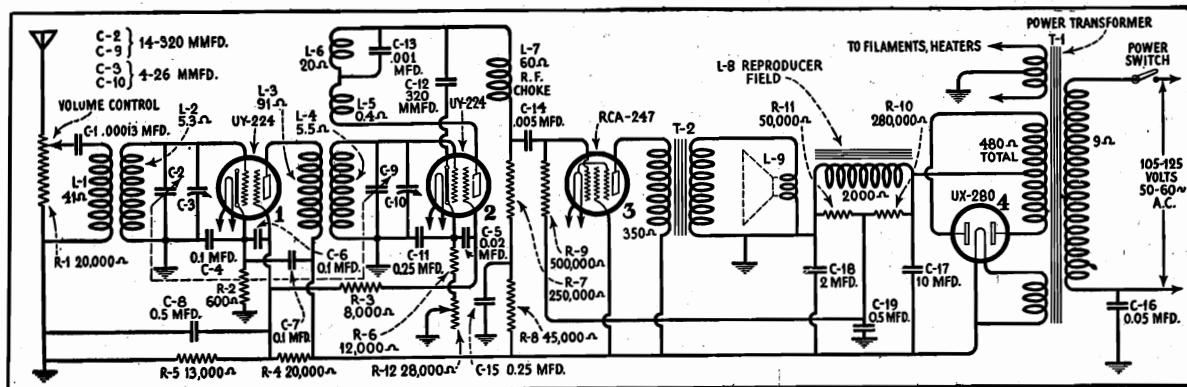 C-2
C-9
14-320 MMFD.
C-3
C-10
4-26 MMFD.
VOLUME CONTROL
C-1 .00013 MFD.
L-1
41Ω
R-1 20,000Ω
L-2
5.3Ω
C-2
C-3
0.1 MFD.
C-4
L-3
.91Ω
UY-224
1
R-2
600Ω
C-6
0.1 MFD.
C-7
0.1 MFD.
C-8
0.5 MFD.
R-5 13,000Ω
R-4 20,000Ω
L-4
5.5Ω
L-6
20Ω
C-13
.001
MFD.
L-5
0.4Ω
C-12
320
MMFD.
UY-224
2
C-9
C-10
C-11
0.25 MFD.
C-5
0.02
MFD.
R-3
8,000Ω
R-6
12,000Ω
R-12 28,000Ω
C-15 0.25 MFD.
L-7
60Ω
R.F.
CHOKE
C-14
.005 MFD.
RCA-247
3
R-9
500,000Ω
R-7
250,000Ω
R-8 45,000Ω
T-2
350Ω
L-9
L-8 REPRODUCER
FIELD
R-11
50,000Ω
R-10
280,000Ω
2000Ω
C-18
2 MFD.
C-19
0.5 MFD.
C-17
10 MFD.
TO FILAMENTS, HEATERS
POWER TRANSFORMER
T-1
POWER
SWITCH
480Ω
TOTAL
9Ω
UX-280
4
105-125
VOLTS
50-60~
A.C.
C-16
0.05 MFD.